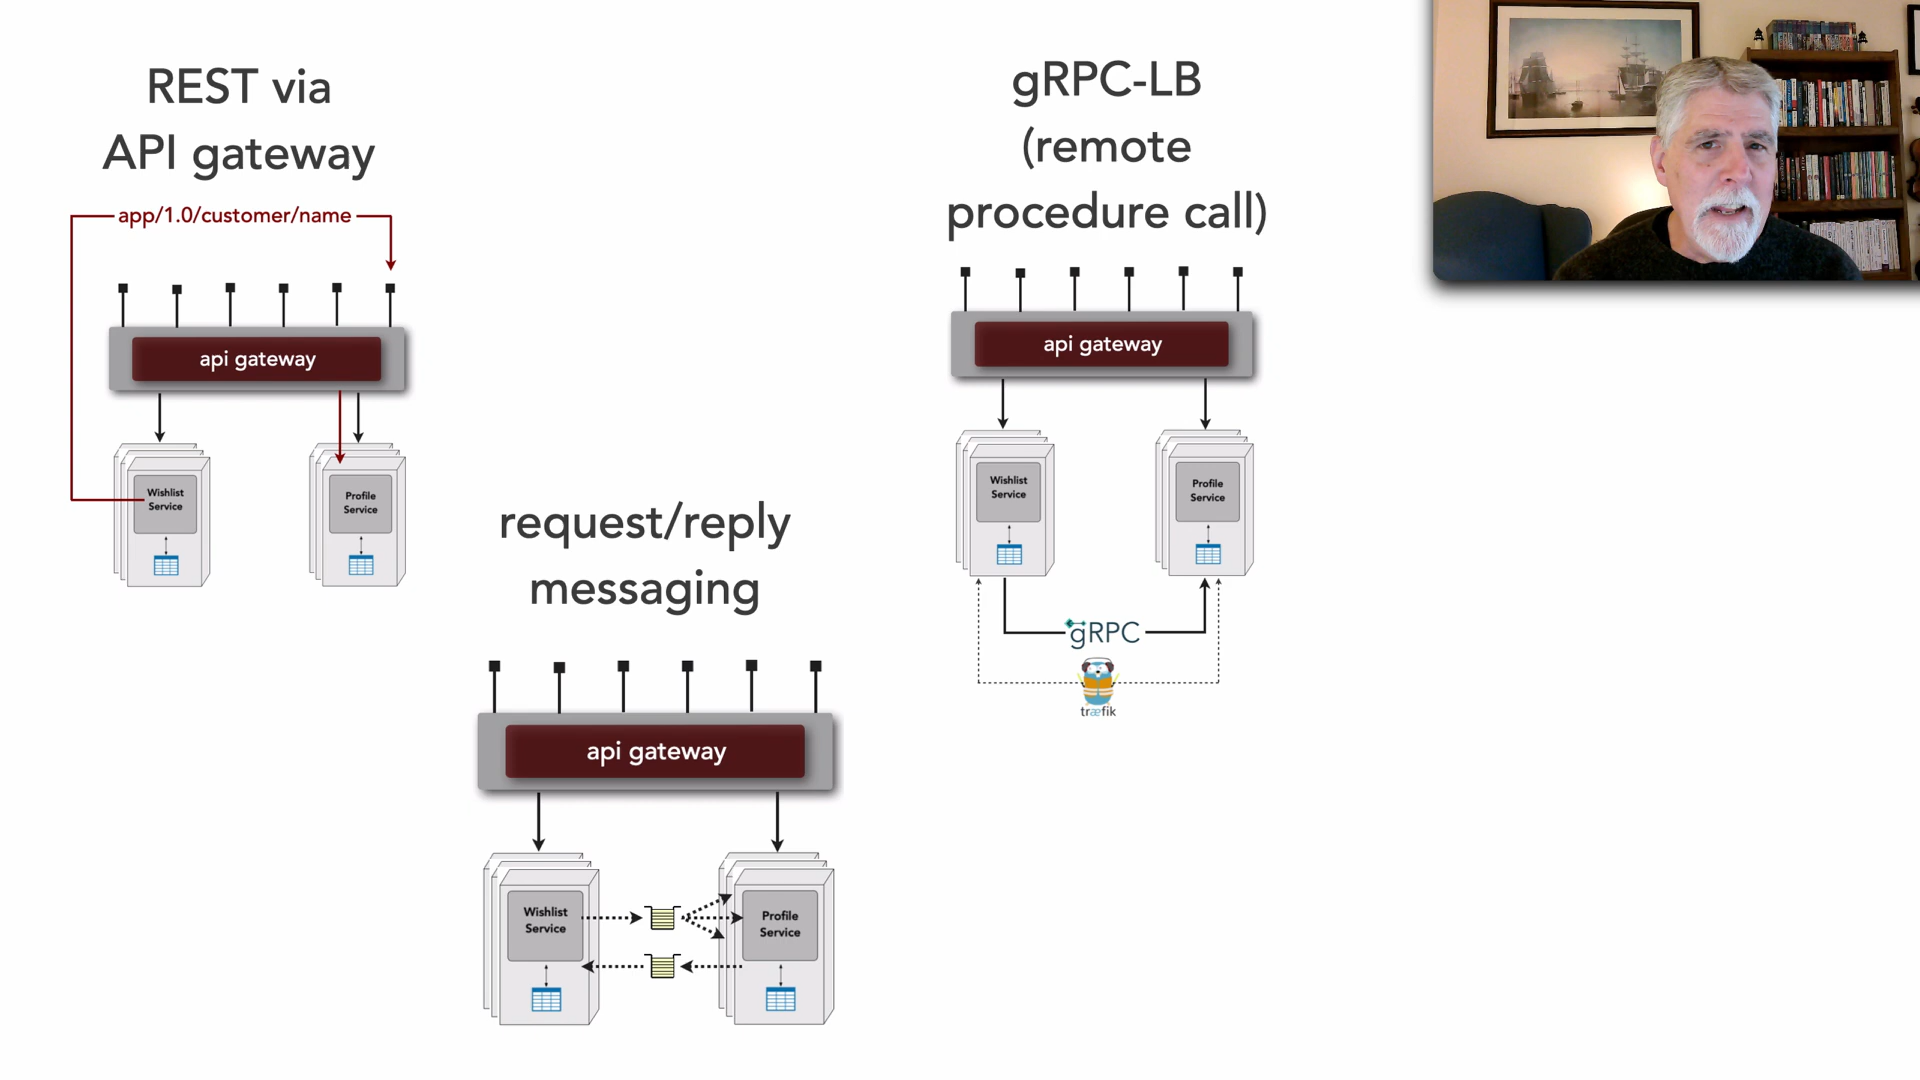 REST via
API gateway
app/1.0/customer/name
api gateway
Wishlist
Service
Profile
Service
request/reply
messaging
api gateway
Wishlist
Service
Profile
Service
gRPC-LB
(remote
procedure call)
api gateway
Wishlist
Service
Profile
Service
gRPC
træfik